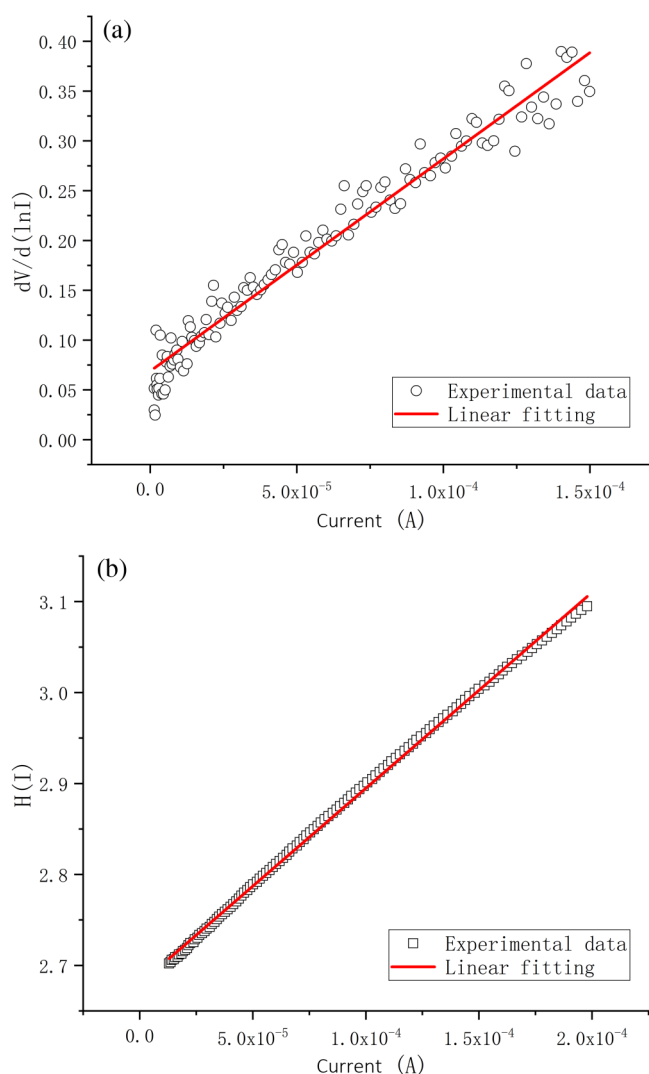 (a)
0.40
0.35
0.30
0.25
0.20
0.15
0.10
0.05
0.00
dV/d(lnI)
Experimental data
Linear fitting
0.0 5.0x10⁻⁵ 1.0x10⁻⁴ 1.5x10⁻⁴
Current (A)
(b)
3.1
3.0
2.9
2.8
2.7
H(I)
Experimental data
Linear fitting
0.0 5.0x10⁻⁵ 1.0x10⁻⁴ 1.5x10⁻⁴ 2.0x10⁻⁴
Current (A)